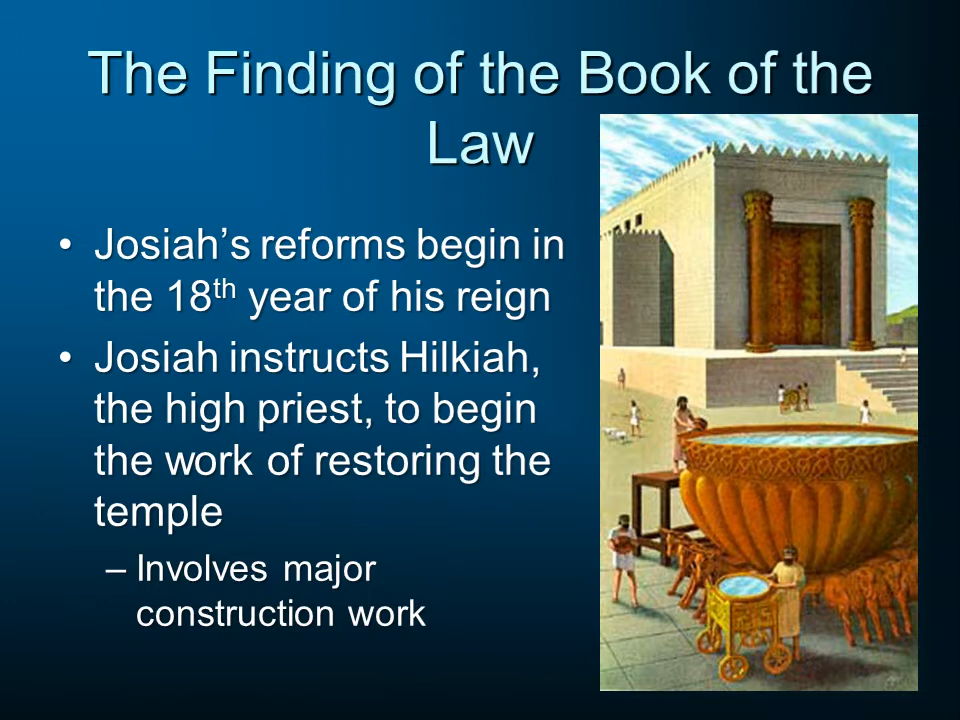 The Finding of the Book of the
Law
• Josiah’s reforms begin in
the 18th year of his reign
• Josiah instructs Hilkiah,
the high priest, to begin
the work of restoring the
temple
– Involves major
construction work